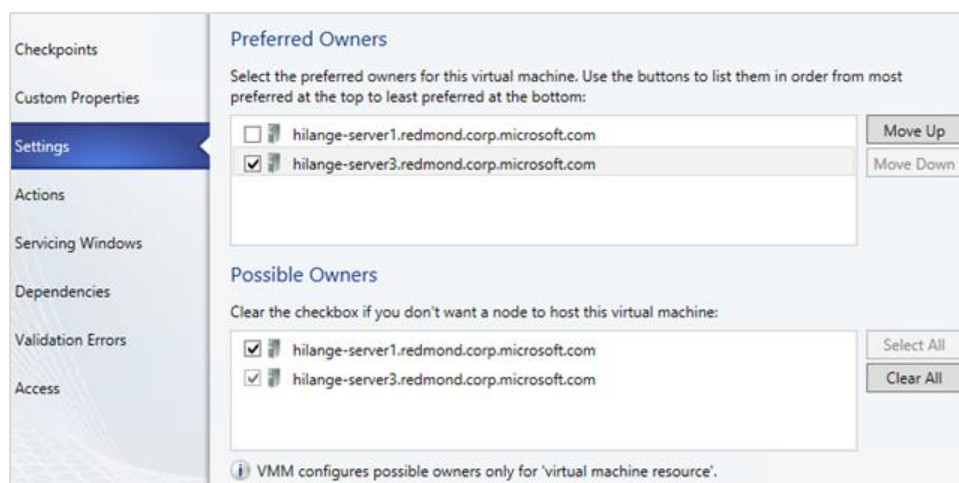 Checkpoints
Custom Properties
Settings
Actions
Servicing Windows
Dependencies
Validation Errors
Access
Preferred Owners
Select the preferred owners for this virtual machine. Use the buttons to list them in order from most
preferred at the top to least preferred at the bottom:
hilange-server1.redmond.corp.microsoft.com
hilange-server3.redmond.corp.microsoft.com
Move Up
Move Down
Possible Owners
Clear the checkbox if you don't want a node to host this virtual machine:
hilange-server1.redmond.corp.microsoft.com
hilange-server3.redmond.corp.microsoft.com
Select All
Clear All
VMM configures possible owners only for 'virtual machine resource'.